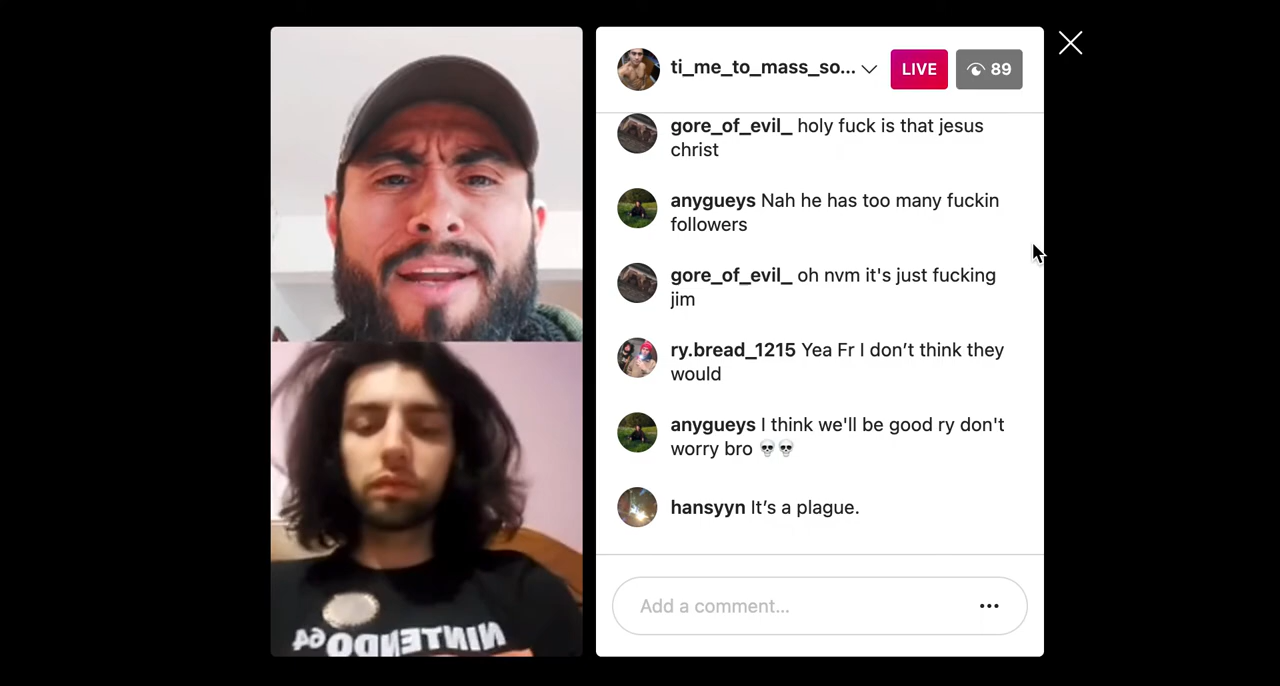 ti_me_to_mass_so...
LIVE
89
gore_of_evil_ holy fuck is that jesus
christ
anygueys Nah he has too many fuckin
followers
gore_of_evil_ oh nvm it's just fucking
jim
ry.bread_1215 Yea Fr I don’t think they
would
anygueys I think we'll be good ry don't
worry bro 💀💀
hansyyn It’s a plague.
Add a comment...
NINTENDO64